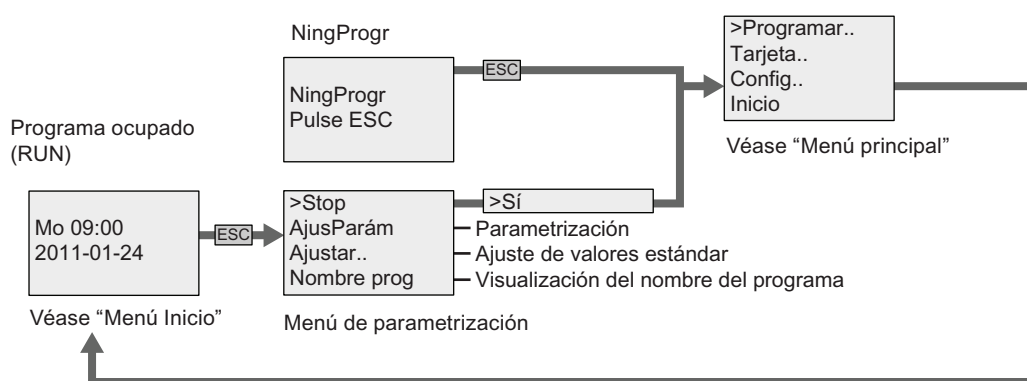 NingProgr
NingProgr
Pulse ESC
ESC
>Programar..
Tarjeta..
Config..
Inicio
Véase “Menú principal”
Programa ocupado
(RUN)
Mo 09:00
2011-01-24
Véase “Menú Inicio”
ESC
>Stop
AjusParám
Ajustar..
Nombre prog
Menú de parametrización
>Sí
Parametrización
Ajuste de valores estándar
Visualización del nombre del programa